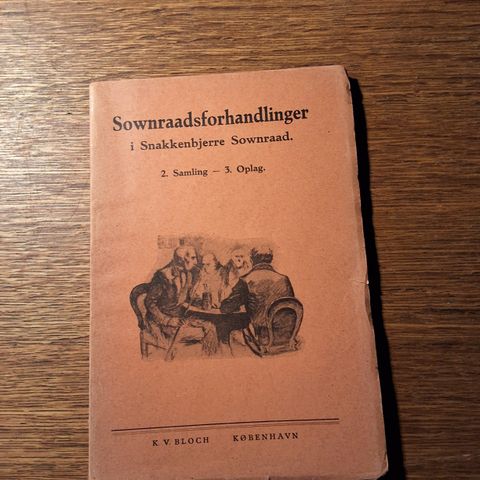 Sownraadsforhandlinger
i Snakkenbjerre Sownraad.
2. Samling — 3. Oplag.
K. V. BLOCH KØBENHAVN